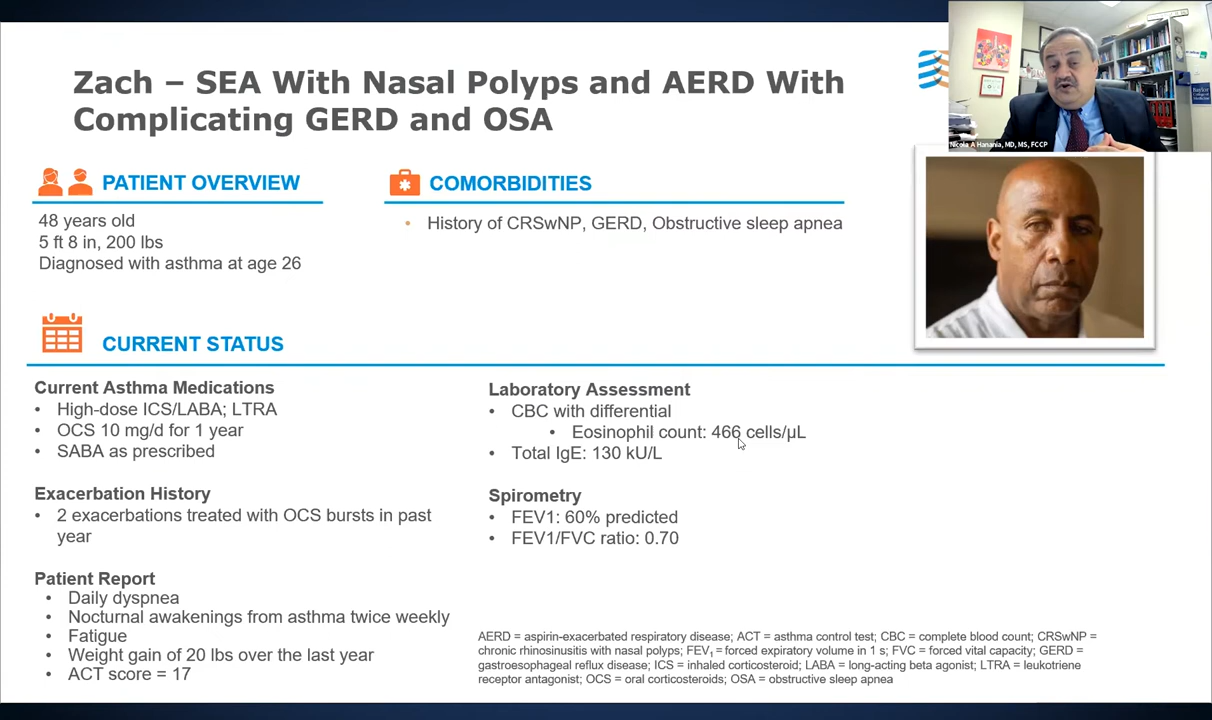 Zach – SEA With Nasal Polyps and AERD With
Complicating GERD and OSA
Nicola A Hanania, MD, MS, FCCP
PATIENT OVERVIEW
48 years old
5 ft 8 in, 200 lbs
Diagnosed with asthma at age 26
COMORBIDITIES
• History of CRSwNP, GERD, Obstructive sleep apnea
CURRENT STATUS
Current Asthma Medications
• High-dose ICS/LABA; LTRA
• OCS 10 mg/d for 1 year
• SABA as prescribed
Exacerbation History
• 2 exacerbations treated with OCS bursts in past
year
Patient Report
• Daily dyspnea
• Nocturnal awakenings from asthma twice weekly
• Fatigue
• Weight gain of 20 lbs over the last year
• ACT score = 17
Laboratory Assessment
• CBC with differential
• Eosinophil count: 466 cells/µL
• Total IgE: 130 kU/L
Spirometry
• FEV1: 60% predicted
• FEV1/FVC ratio: 0.70
AERD = aspirin-exacerbated respiratory disease; ACT = asthma control test; CBC = complete blood count; CRSwNP =
chronic rhinosinusitis with nasal polyps; FEV₁ = forced expiratory volume in 1 s; FVC = forced vital capacity; GERD =
gastroesophageal reflux disease; ICS = inhaled corticosteroid; LABA = long-acting beta agonist; LTRA = leukotriene
receptor antagonist; OCS = oral corticosteroids; OSA = obstructive sleep apnea